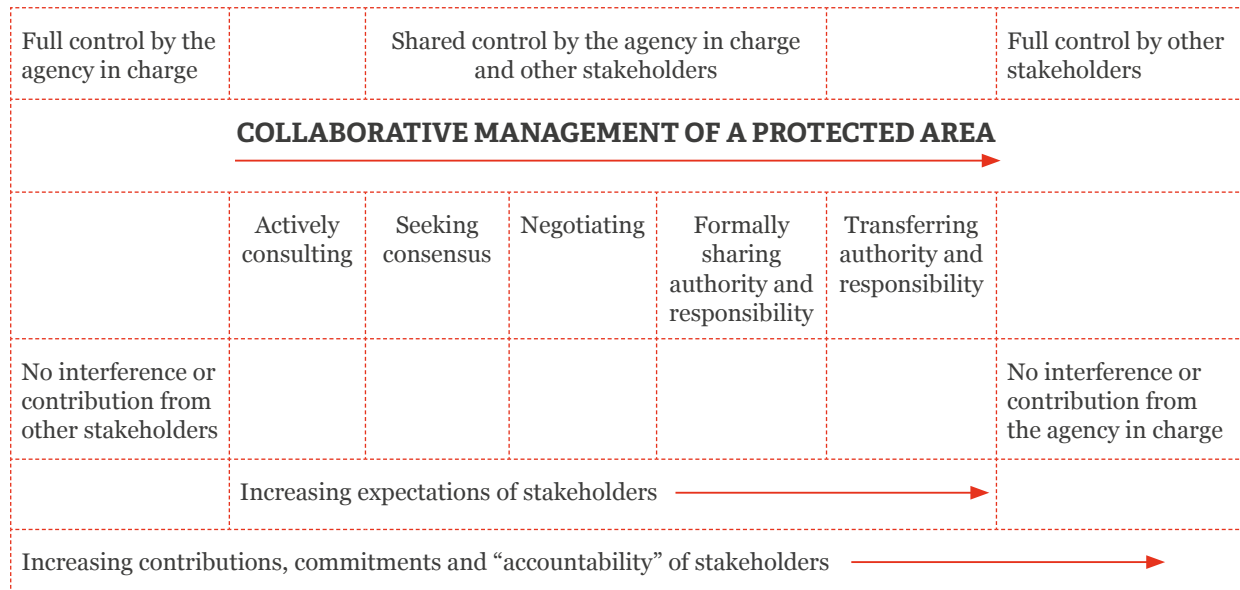 Full control by the
agency in charge
Shared control by the agency in charge
and other stakeholders
Full control by other
stakeholders
COLLABORATIVE MANAGEMENT OF A PROTECTED AREA
Actively
consulting
Seeking
consensus
Negotiating
Formally
sharing
authority and
responsibility
Transferring
authority and
responsibility
No interference or
contribution from
other stakeholders
No interference or
contribution from
the agency in charge
Increasing expectations of stakeholders
Increasing contributions, commitments and “accountability” of stakeholders